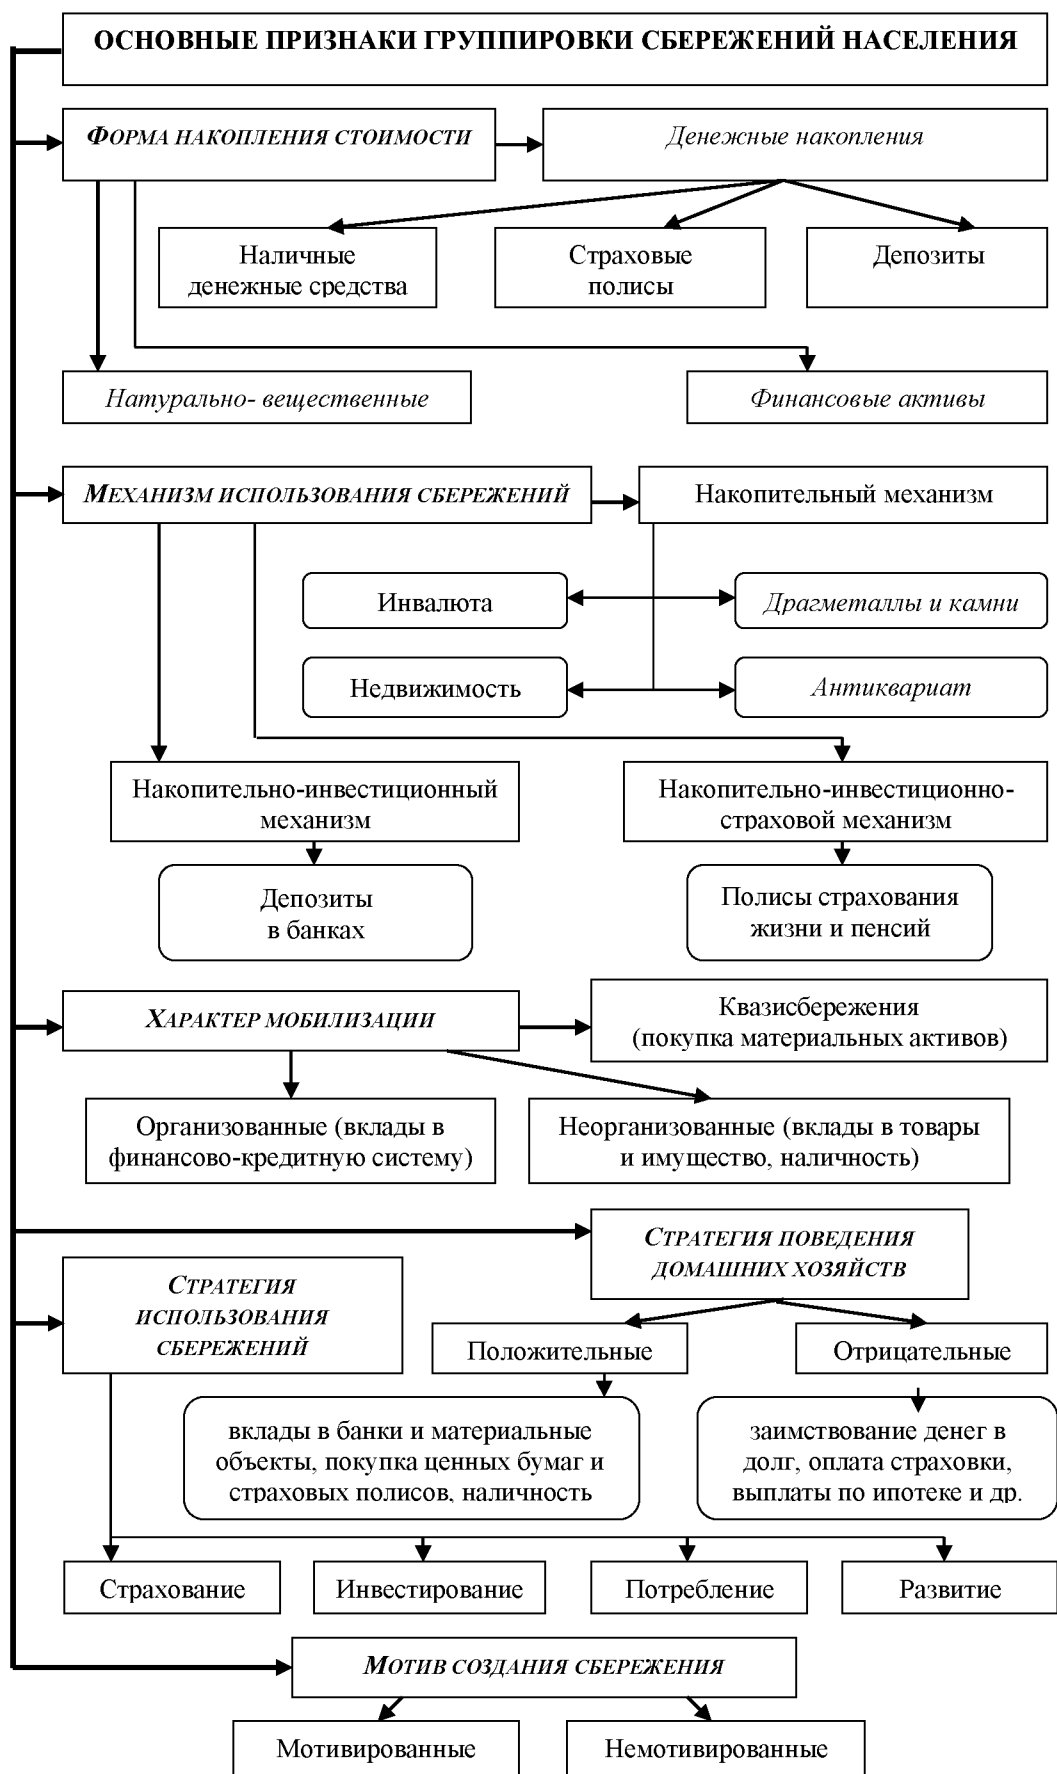 ОСНОВНЫЕ ПРИЗНАКИ ГРУППИРОВКИ СБЕРЕЖЕНИЙ НАСЕЛЕНИЯ
ФОРМА НАКОПЛЕНИЯ СТОИМОСТИ
Денежные накопления
Наличные
денежные средства
Страховые
полисы
Депозиты
Натурально- вещественные
Финансовые активы
МЕХАНИЗМ ИСПОЛЬЗОВАНИЯ СБЕРЕЖЕНИЙ
Накопительный механизм
Инвалюта
Драгметаллы и камни
Недвижимость
Антиквариат
Накопительно-инвестиционный
механизм
Накопительно-инвестиционно-
страховой механизм
Депозиты
в банках
Полисы страхования
жизни и пенсий
ХАРАКТЕР МОБИЛИЗАЦИИ
Квазисбережения
(покупка материальных активов)
Организованные (вклады в
финансово-кредитную систему)
Неорганизованные (вклады в товары
и имущество, наличность)
СТРАТЕГИЯ ПОВЕДЕНИЯ
ДОМАШНИХ ХОЗЯЙСТВ
СТРАТЕГИЯ
ИСПОЛЬЗОВАНИЯ
СБЕРЕЖЕНИЙ
Положительные
Отрицательные
вклады в банки и материальные
объекты, покупка ценных бумаг и
страховых полисов, наличность
заимствование денег в
долг, оплата страховки,
выплаты по ипотеке и др.
Страхование
Инвестирование
Потребление
Развитие
МОТИВ СОЗДАНИЯ СБЕРЕЖЕНИЯ
Мотивированные
Немотивированные